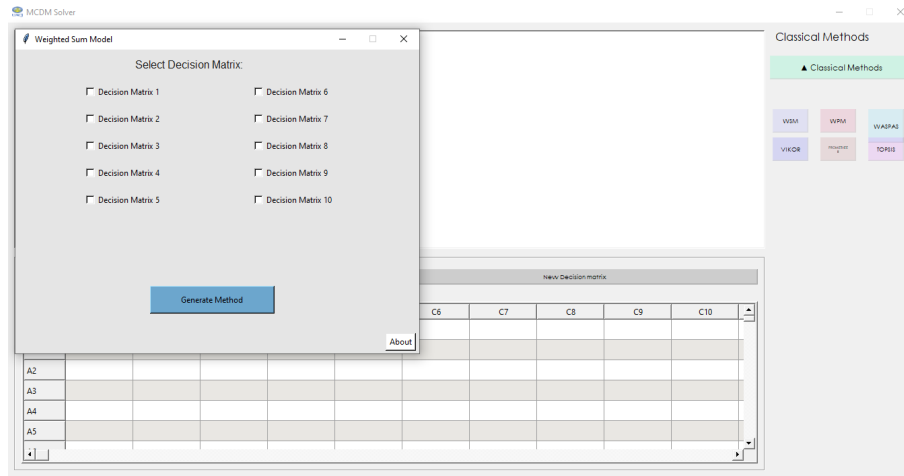 MCDM Solver
Weighted Sum Model
Select Decision Matrix:
Decision Matrix 1
Decision Matrix 6
Decision Matrix 2
Decision Matrix 7
Decision Matrix 3
Decision Matrix 8
Decision Matrix 4
Decision Matrix 9
Decision Matrix 5
Decision Matrix 10
Generate Method
About
Classical Methods
▲ Classical Methods
WSM WPM WASPAS
VIKOR TOPSIS
New Decision matrix
C6 C7 C8 C9 C10
A2
A3
A4
A5